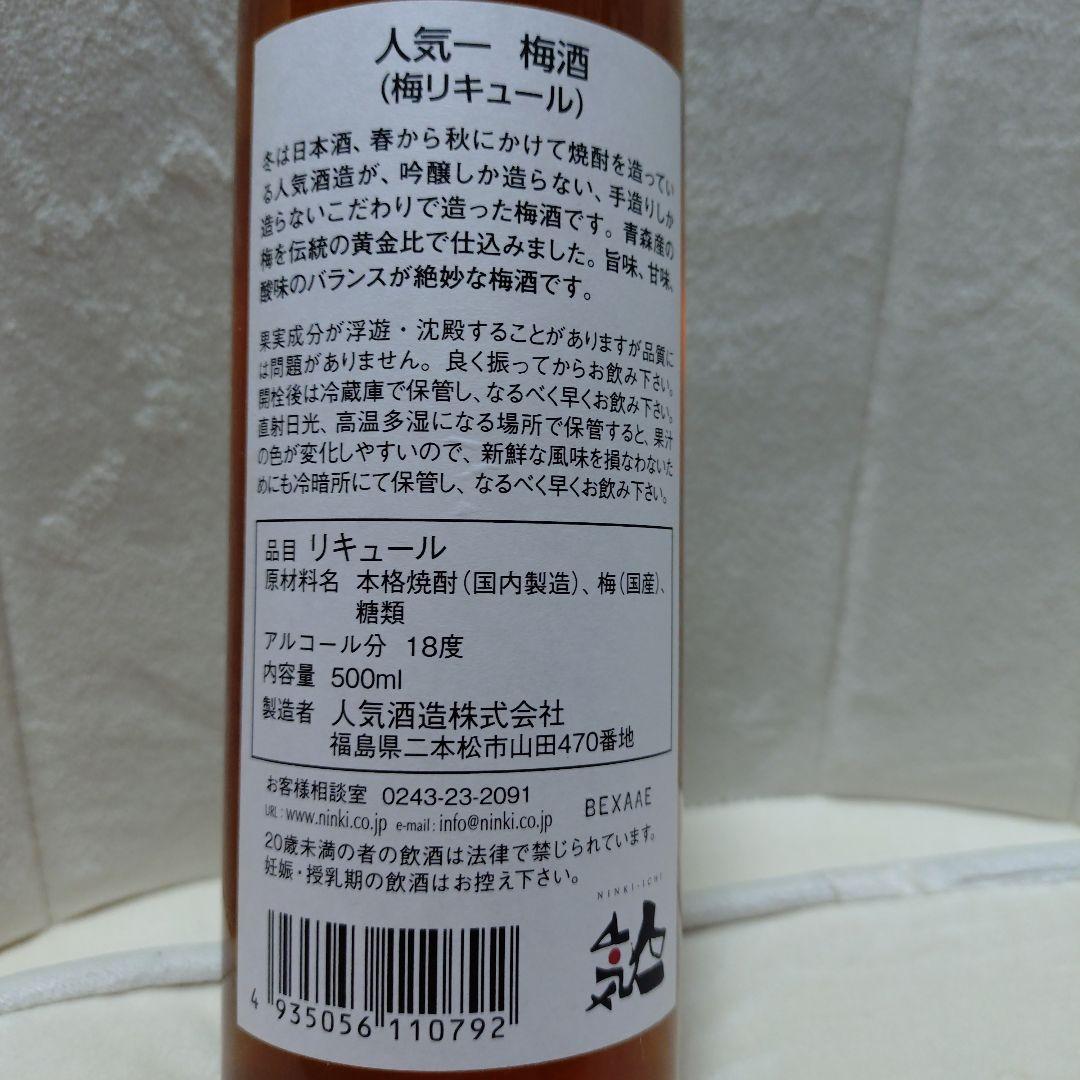 人気一 梅酒
(梅リキュール)
冬は日本酒、春から秋にかけて焼酎を造ってい
る人気酒造が、吟醸しか造らない、手造りしか
造らないこだわりで造った梅酒です。青森産の
梅を伝統の黄金比で仕込みました。旨味、甘味、
酸味のバランスが絶妙な梅酒です。
果実成分が浮遊・沈殿することがありますが品質に
は問題がありません。良く振ってからお飲み下さい。
開栓後は冷蔵庫で保管し、なるべく早くお飲み下さい。
直射日光、高温多湿になる場所で保管すると、果汁
の色が変化しやすいので、新鮮な風味を損なわないた
めにも冷暗所にて保管し、なるべく早くお飲み下さい。
品目 リキュール
原材料名 本格焼酎(国内製造)、梅(国産)、
糖類
アルコール分 18度
内容量 500ml
製造者 人気酒造株式会社
福島県二本松市山田470番地
お客様相談室 0243-23-2091
URL:www.ninki.co.jp e-mail:info@ninki.co.jp
BEXAAE
20歳未満の者の飲酒は法律で禁じられています。
妊娠・授乳期の飲酒はお控え下さい。
NINKI-ICHI
人気
4 935056 110792